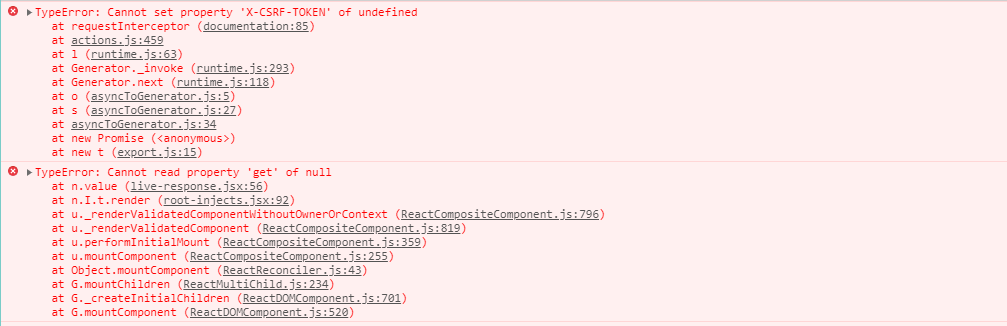 TypeError: Cannot set property 'X-CSRF-TOKEN' of undefined
at requestInterceptor (documentation:85)
at actions.js:459
at l (runtime.js:63)
at Generator._invoke (runtime.js:293)
at Generator.next (runtime.js:118)
at o (asyncToGenerator.js:5)
at s (asyncToGenerator.js:27)
at asyncToGenerator.js:34
at new Promise (<anonymous>)
at new t (export.js:15)
TypeError: Cannot read property 'get' of null
at n.value (live-response.jsx:56)
at n.I.t.render (root-injects.jsx:92)
at u._renderValidatedComponentWithoutOwnerOrContext (ReactCompositeComponent.js:796)
at u._renderValidatedComponent (ReactCompositeComponent.js:819)
at u.performInitialMount (ReactCompositeComponent.js:359)
at u.mountComponent (ReactCompositeComponent.js:255)
at Object.mountComponent (ReactReconciler.js:43)
at G.mountChildren (ReactMultiChild.js:234)
at G._createInitialChildren (ReactDOMComponent.js:701)
at G.mountComponent (ReactDOMComponent.js:520)